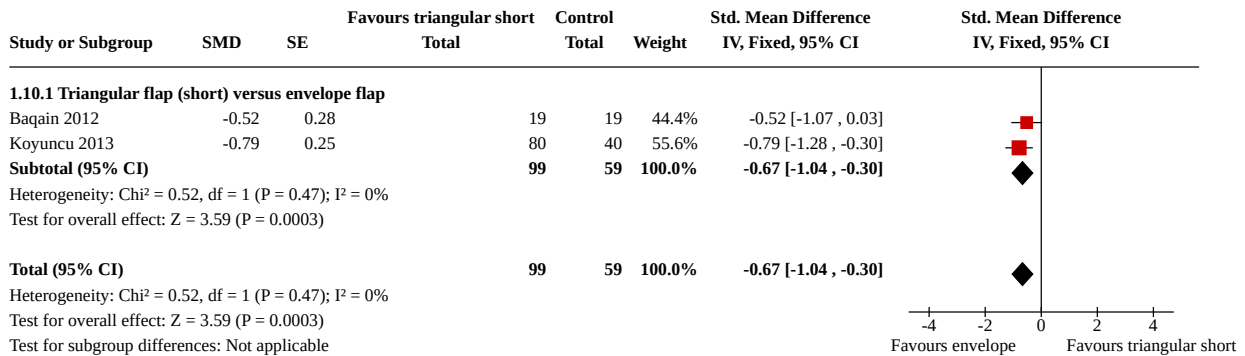 Favours triangular short Control Std. Mean Difference Std. Mean Difference
Study or Subgroup SMD SE Total Total Weight IV, Fixed, 95% CI IV, Fixed, 95% CI
1.10.1 Triangular flap (short) versus envelope flap
Baqain 2012 -0.52 0.28 19 19 44.4% -0.52 [-1.07 , 0.03]
Koyuncu 2013 -0.79 0.25 80 40 55.6% -0.79 [-1.28 , -0.30]
Subtotal (95% CI) 99 59 100.0% -0.67 [-1.04 , -0.30]
Heterogeneity: Chi² = 0.52, df = 1 (P = 0.47); I² = 0%
Test for overall effect: Z = 3.59 (P = 0.0003)
Total (95% CI) 99 59 100.0% -0.67 [-1.04 , -0.30]
Heterogeneity: Chi² = 0.52, df = 1 (P = 0.47); I² = 0%
Test for overall effect: Z = 3.59 (P = 0.0003) -4 -2 0 2 4
Test for subgroup differences: Not applicable Favours envelope Favours triangular short